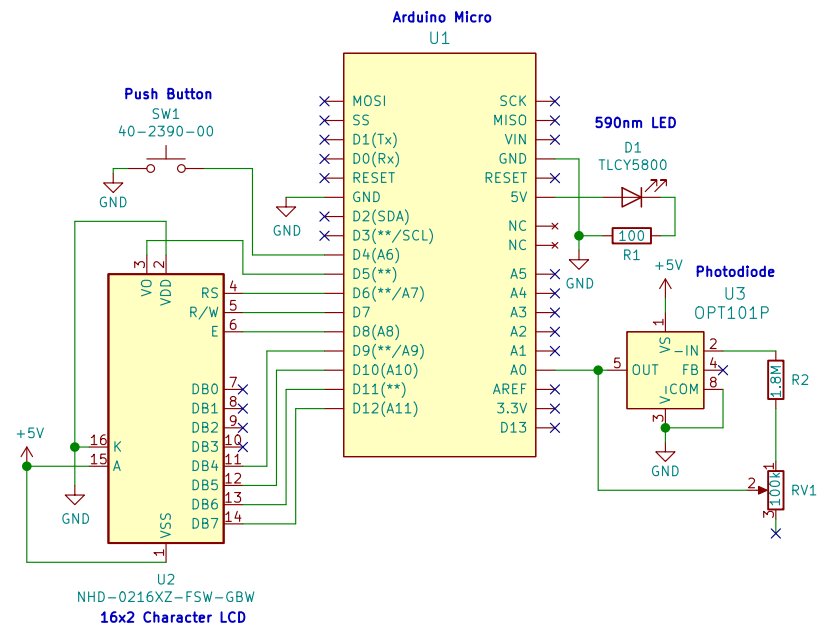 Arduino Micro
U1
MOSI
SS
D1(Tx)
D0(Rx)
RESET
GND
D2(SDA)
D3(**/SCL)
D4(A6)
D5(**)
D6(**/A7)
D7
D8(A8)
D9(**/A9)
D10(A10)
D11(**)
D12(A11)
SCK
MISO
VIN
GND
RESET
5V
NC
NC
A5
A4
A3
A2
A1
A0
AREF
3.3V
D13
Push Button
SW1
40-2390-00
GND
GND
590nm LED
D1
TLCY5800
100
R1
GND
+5V
Photodiode
U3
OPT101P
1
VS
5 OUT
-IN 2
FB 4
-COM 8
V-
3
GND
1.8M
R2
1
2
100k
RV1
3
3 2
VO VDD
RS 4
R/W 5
E 6
DB0 7
DB1 8
DB2 9
DB3 10
DB4 11
DB5 12
DB6 13
DB7 14
+5V
16 K
15 A
GND
VSS
1
U2
NHD-0216XZ-FSW-GBW
16x2 Character LCD